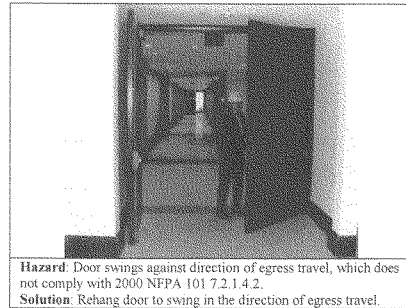 Hazard: Door swings against direction of egress travel, which does
not comply with 2000 NFPA 101 7.2.1.4.2.
Solution: Rehang door to swing in the direction of egress travel.